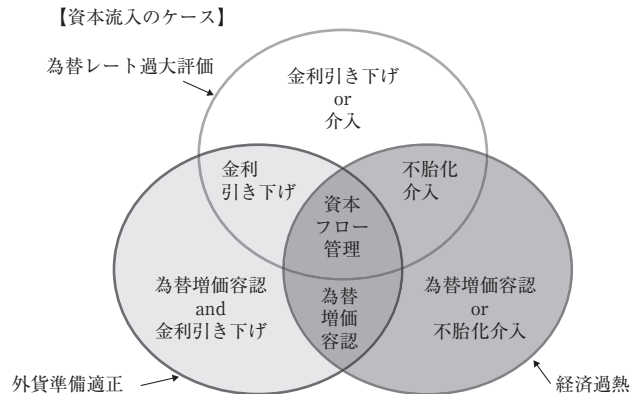 【資本流入のケース】
為替レート過大評価
金利引き下げ
or
介入
金利
引き下げ
不胎化
介入
資本
フロー
管理
為替増価容認
and
金利引き下げ
為替
増価
容認
為替増価容認
or
不胎化介入
外貨準備適正
経済過熱